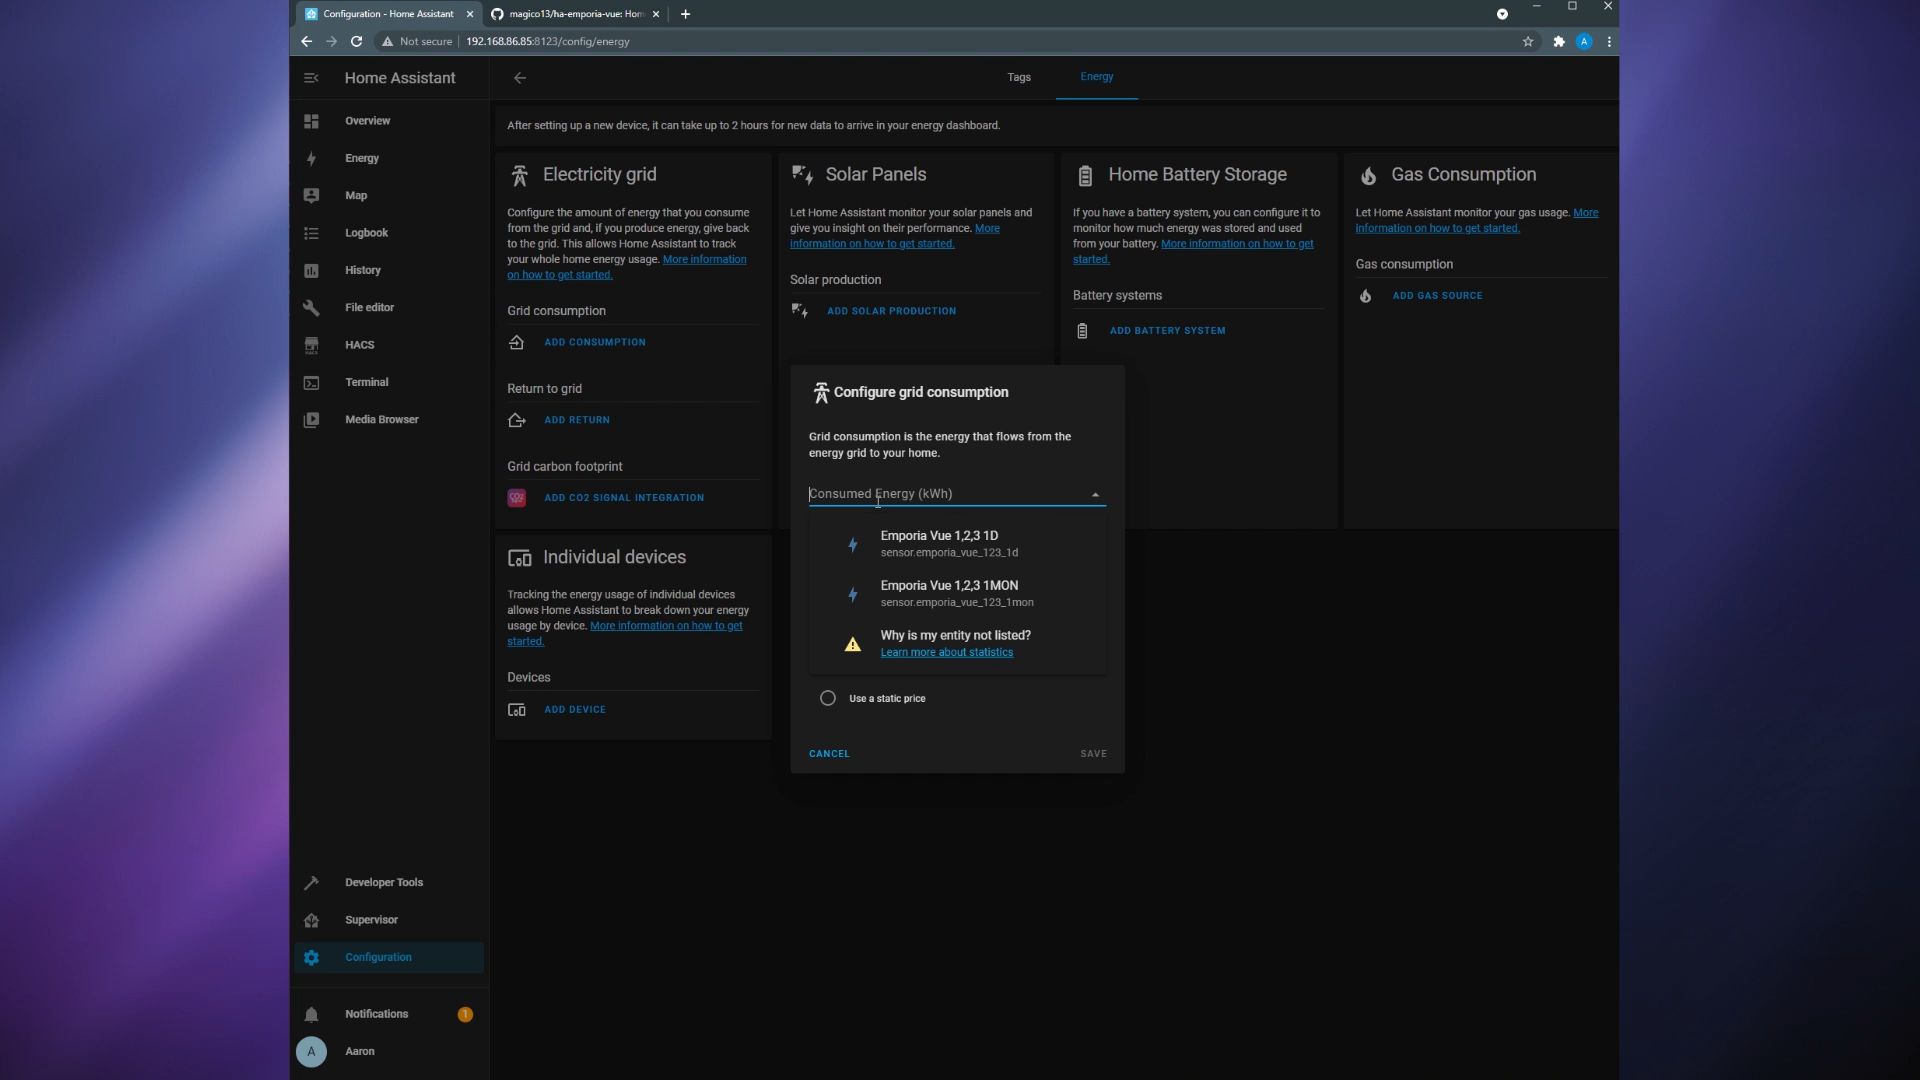 Configuration - Home Assistant
magico13/ha-emporia-vue: Hom
Not secure
192.168.86.85:8123/config/energy
A
Home Assistant
Tags
Energy
Overview
Energy
Map
Logbook
History
File editor
HACS
Terminal
Media Browser
Developer Tools
Supervisor
Configuration
Notifications
1
A
Aaron
After setting up a new device, it can take up to 2 hours for new data to arrive in your energy dashboard.
Electricity grid
Configure the amount of energy that you consume
from the grid and, if you produce energy, give back
to the grid. This allows Home Assistant to track
your whole home energy usage. More information
on how to get started.
Grid consumption
ADD CONSUMPTION
Return to grid
ADD RETURN
Grid carbon footprint
CO2
ADD CO2 SIGNAL INTEGRATION
Solar Panels
Let Home Assistant monitor your solar panels and
give you insight on their performance. More
information on how to get started.
Solar production
ADD SOLAR PRODUCTION
Home Battery Storage
If you have a battery system, you can configure it to
monitor how much energy was stored and used
from your battery. More information on how to get
started.
Battery systems
ADD BATTERY SYSTEM
Gas Consumption
Let Home Assistant monitor your gas usage. More
information on how to get started.
Gas consumption
ADD GAS SOURCE
Individual devices
Tracking the energy usage of individual devices
allows Home Assistant to break down your energy
usage by device. More information on how to get
started.
Devices
ADD DEVICE
Configure grid consumption
Grid consumption is the energy that flows from the
energy grid to your home.
Consumed Energy (kWh)
Emporia Vue 1,2,3 1D
sensor.emporia_vue_123_1d
Emporia Vue 1,2,3 1MON
sensor.emporia_vue_123_1mon
Why is my entity not listed?
Learn more about statistics
Use a static price
CANCEL
SAVE